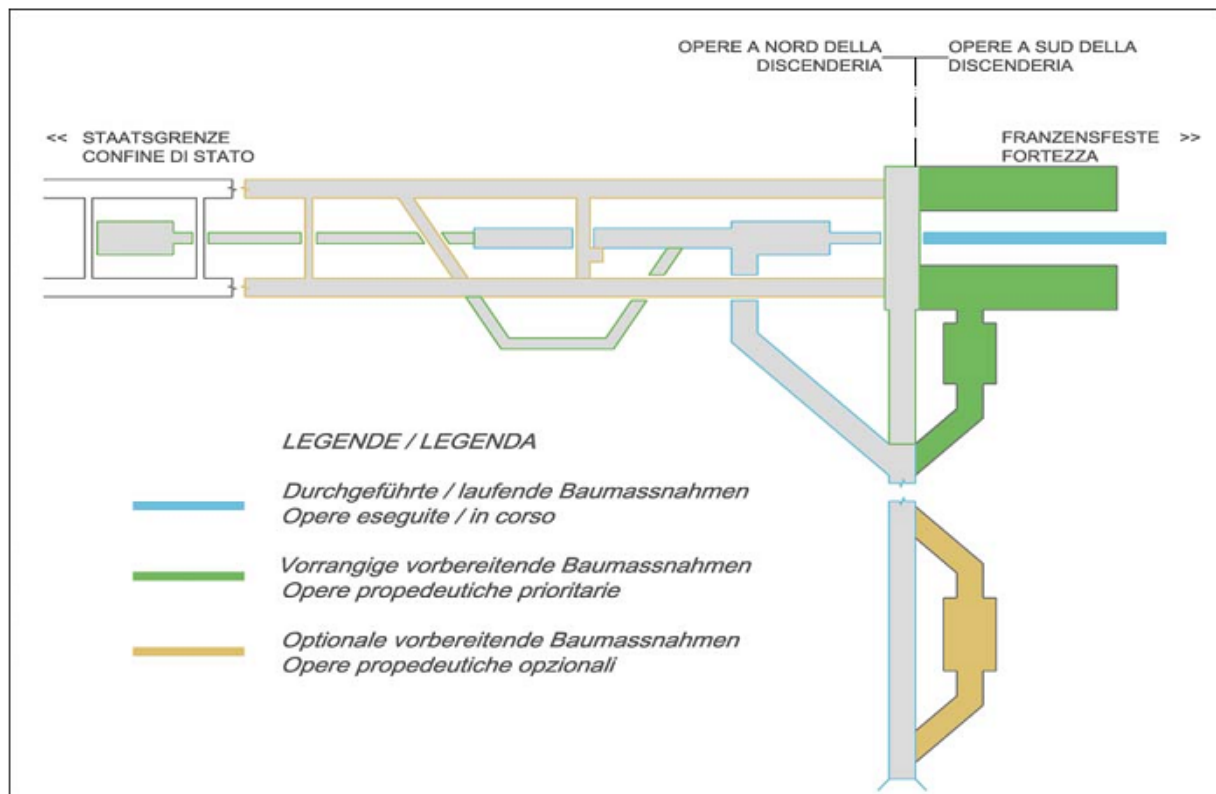 OPERE A NORD DELLA
DISCENDERIA
OPERE A SUD DELLA
DISCENDERIA
<< STAATSGRENZE
CONFINE DI STATO
FRANZENSFESTE >>
FORTEZZA
LEGENDE / LEGENDA
Durchgeführte / laufende Baumassnahmen
Opere eseguite / in corso
Vorrangige vorbereitende Baumassnahmen
Opere propedeutiche prioritarie
Optionale vorbereitende Baumassnahmen
Opere propedeutiche opzionali